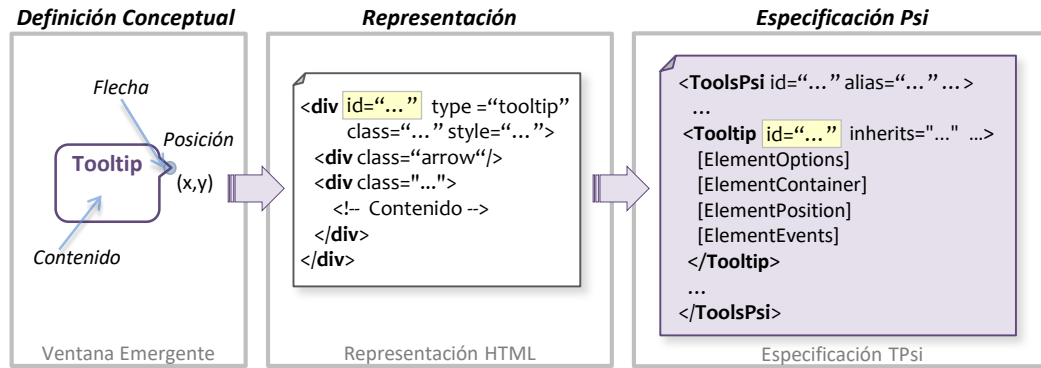 Definición Conceptual
Flecha
Posición
Tooltip
(x,y)
Contenido
Ventana Emergente
Representación
<div id=“…” type =“tooltip”
class=“…” style=“…”>
<div class=“arrow“/>
<div class="...">
<!-- Contenido -->
</div>
</div>
Representación HTML
Especificación Psi
<ToolsPsi id=“…” alias=“…” …>
…
<Tooltip id=“…” inherits="..." ...>
[ElementOptions]
[ElementContainer]
[ElementPosition]
[ElementEvents]
</Tooltip>
…
</ToolsPsi>
Especificación TPsi